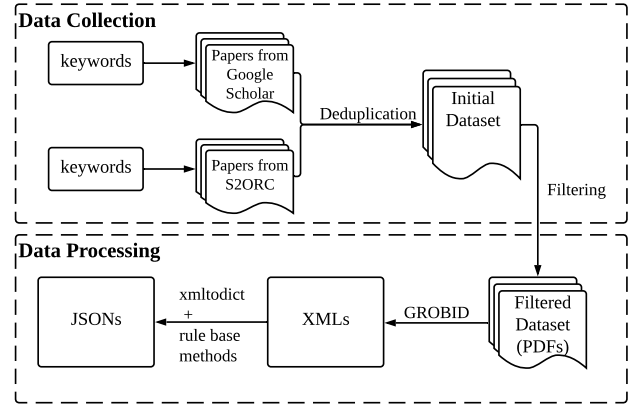 Data Collection
keywords
Papers from
Google
Scholar
Deduplication
Initial
Dataset
keywords
Papers from
S2ORC
Filtering
Data Processing
Filtered
Dataset
(PDFs)
GROBID
XMLs
xmltodict
+
rule base
methods
JSONs